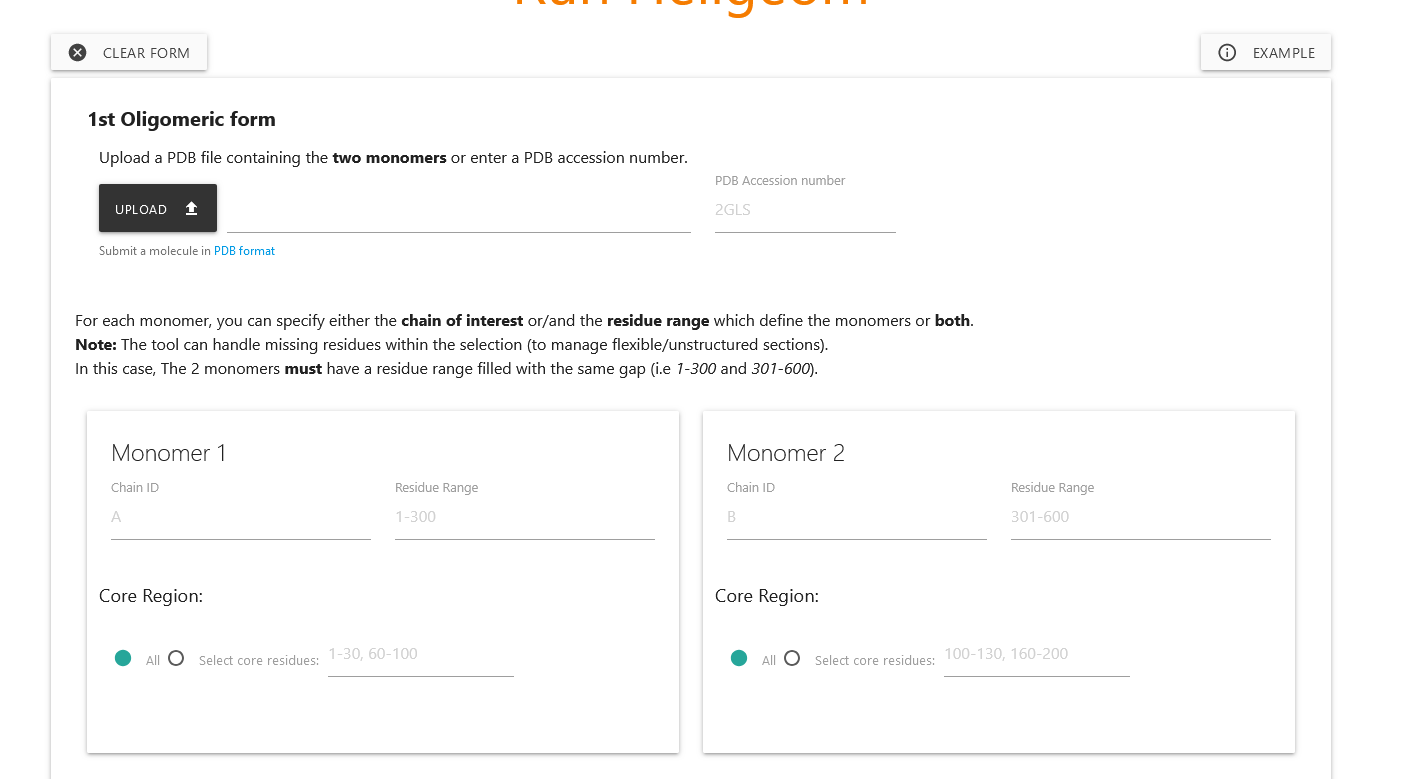 Run Heligeom
CLEAR FORM
EXAMPLE
1st Oligomeric form
Upload a PDB file containing the two monomers or enter a PDB accession number.
PDB Accession number
UPLOAD
2GLS
Submit a molecule in PDB format
For each monomer, you can specify either the chain of interest or/and the residue range which define the monomers or both.
Note: The tool can handle missing residues within the selection (to manage flexible/unstructured sections).
In this case, The 2 monomers must have a residue range filled with the same gap (i.e 1-300 and 301-600).
Monomer 1
Chain ID
Residue Range
A
1-300
Core Region:
All
Select core residues:
1-30, 60-100
Monomer 2
Chain ID
Residue Range
B
301-600
Core Region:
All
Select core residues:
100-130, 160-200